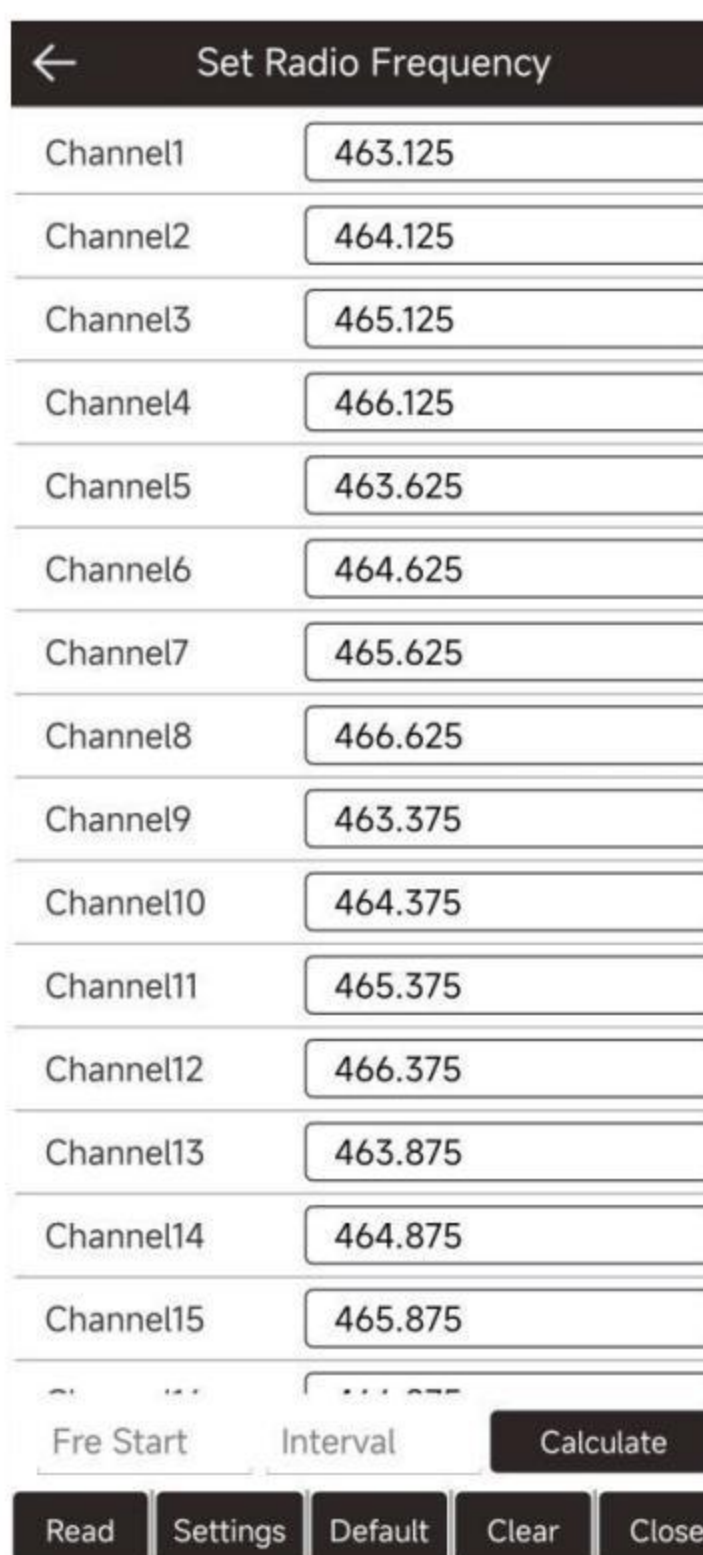 Set Radio Frequency
Channel1 463.125
Channel2 464.125
Channel3 465.125
Channel4 466.125
Channel5 463.625
Channel6 464.625
Channel7 465.625
Channel8 466.625
Channel9 463.375
Channel10 464.375
Channel11 465.375
Channel12 466.375
Channel13 463.875
Channel14 464.875
Channel15 465.875
Fre Start Interval Calculate
Read Settings Default Clear Close